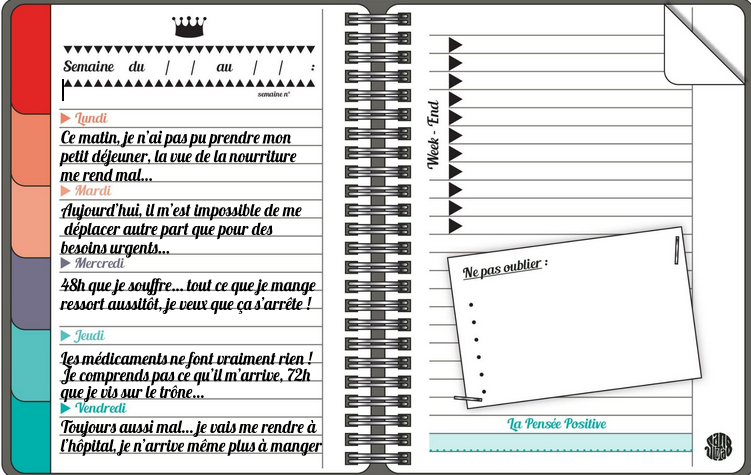 Semaine du / / au / / :
semaine n°
Lundi
Ce matin, je n'ai pas pu prendre mon
petit déjeuner, la vue de la nourriture
me rend mal...
Mardi
Aujourd'hui, il m'est impossible de me
déplacer autre part que pour des
besoins urgents...
Mercredi
48h que je souffre... tout ce que je mange
ressort aussitôt, je veux que ça s'arrête !
Jeudi
Les médicaments ne font vraiment rien !
Je comprends pas ce qu'il m'arrive, 72h
que je vis sur le trône...
Vendredi
Toujours aussi mal... je vais me rendre à
l'hôpital, je n'arrive même plus à manger
Week - End
Ne pas oublier :
La Pensée Positive